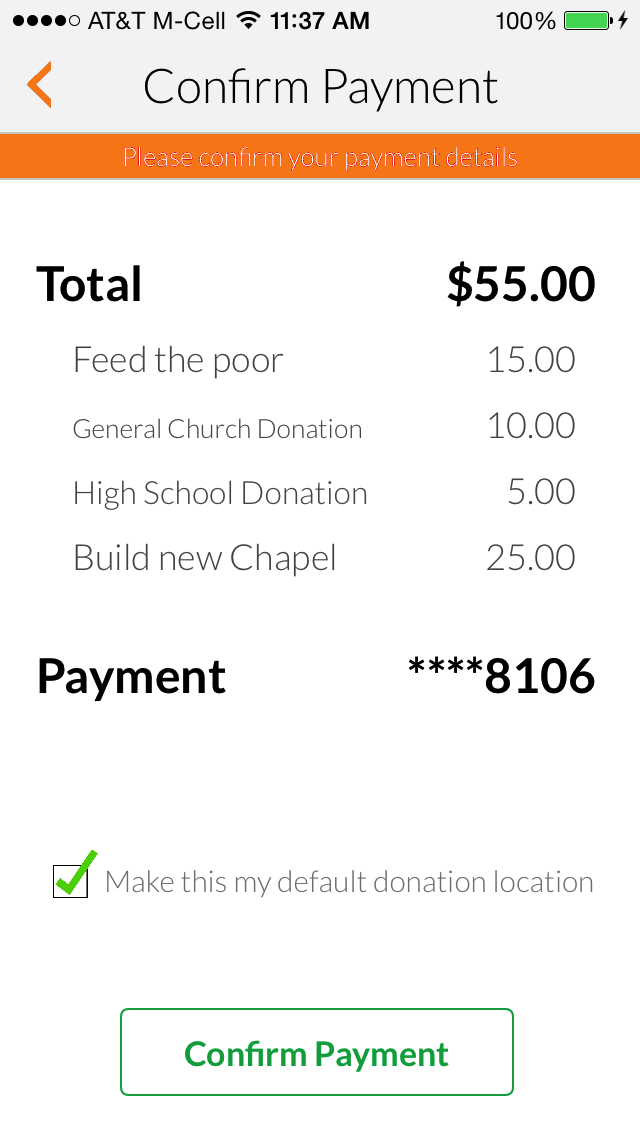 AT&T M-Cell 11:37 AM 100%
Confirm Payment
Please confirm your payment details
Total $55.00
Feed the poor 15.00
General Church Donation 10.00
High School Donation 5.00
Build new Chapel 25.00
Payment ****8106
Make this my default donation location
Confirm Payment